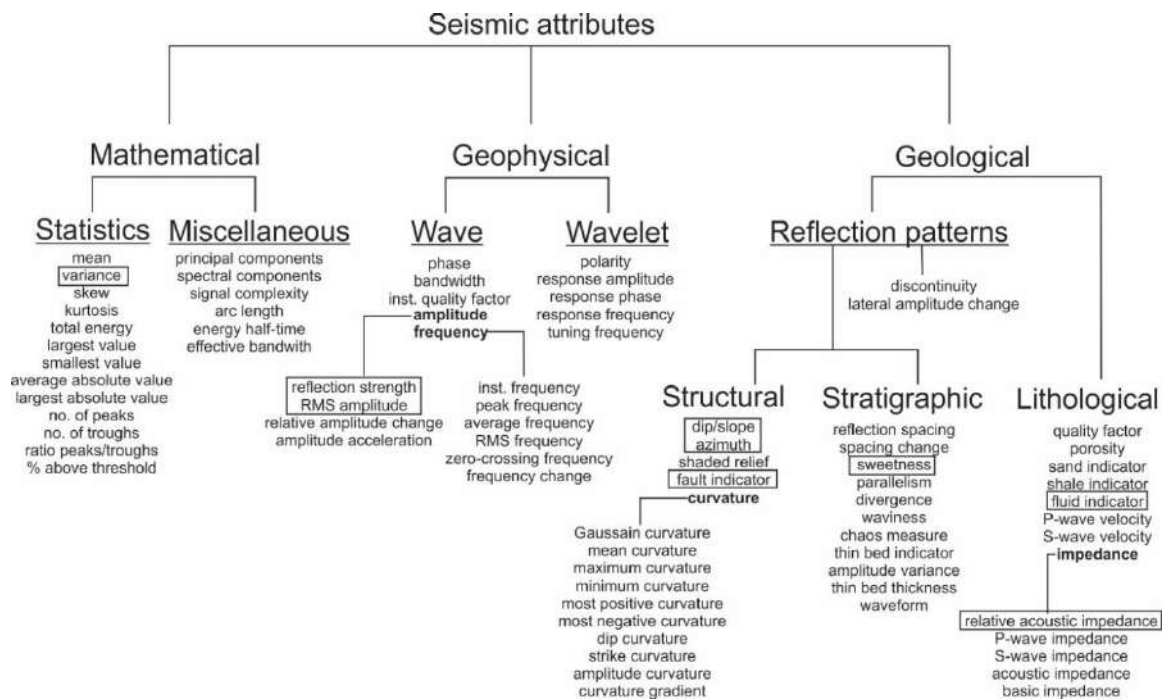 Seismic attributes
Mathematical
Geophysical
Geological
Statistics
mean
variance
skew
kurtosis
total energy
largest value
smallest value
average absolute value
largest absolute value
no. of peaks
no. of troughs
ratio peaks/troughs
% above threshold
Miscellaneous
principal components
spectral components
signal complexity
arc length
energy half-time
effective bandwith
Wave
phase
bandwidth
inst. quality factor
amplitude
frequency
reflection strength
RMS amplitude
relative amplitude change
amplitude acceleration
inst. frequency
peak frequency
average frequency
RMS frequency
zero-crossing frequency
frequency change
Wavelet
polarity
response amplitude
response phase
response frequency
tuning frequency
Reflection patterns
discontinuity
lateral amplitude change
Structural
dip/slope
azimuth
shaded relief
fault indicator
curvature
Gaussain curvature
mean curvature
maximum curvature
minimum curvature
most positive curvature
most negative curvature
dip curvature
strike curvature
amplitude curvature
curvature gradient
Stratigraphic
reflection spacing
spacing change
sweetness
parallelism
divergence
waviness
chaos measure
thin bed indicator
amplitude variance
thin bed thickness
waveform
Lithological
quality factor
porosity
sand indicator
shale indicator
fluid indicator
P-wave velocity
S-wave velocity
impedance
relative acoustic impedance
P-wave impedance
S-wave impedance
acoustic impedance
basic impedance